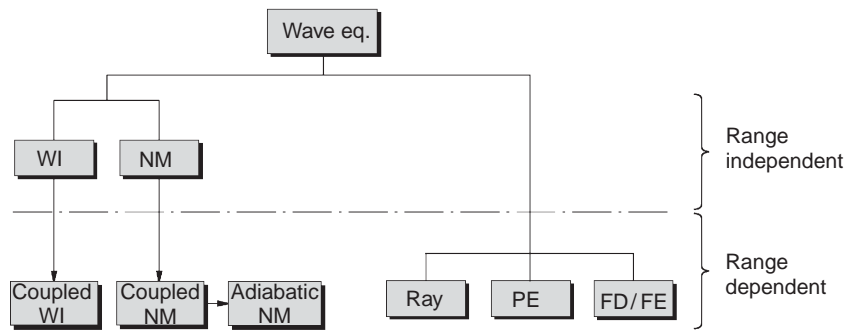 Wave eq.
WI
NM
Range
independent
Coupled
WI
Coupled
NM
Adiabatic
NM
Ray
PE
FD/FE
Range
dependent